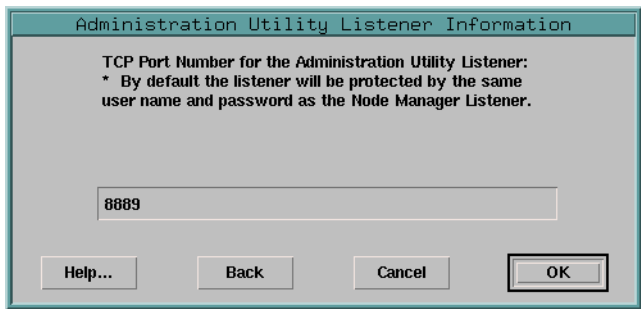 Administration Utility Listener Information
TCP Port Number for the Administration Utility Listener:
* By default the listener will be protected by the same
user name and password as the Node Manager Listener.
8889
Help... Back Cancel OK